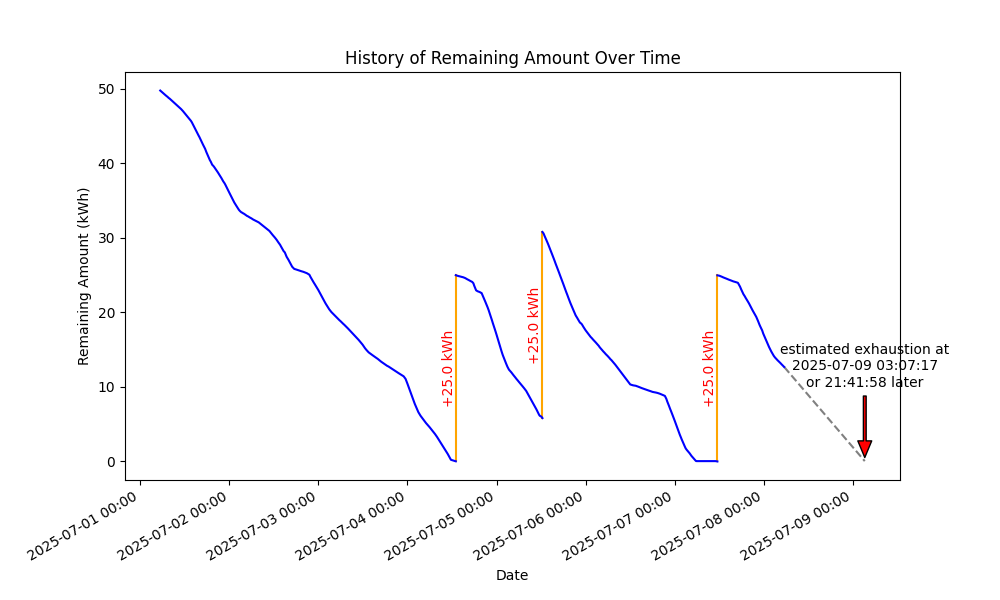 History of Remaining Amount Over Time
Remaining Amount (kWh)
50
40
30
20
10
0
+25.0 kWh
+25.0 kWh
+25.0 kWh
estimated exhaustion at
2025-07-09 03:07:17
or 21:41:58 later
2025-07-01 00:00
2025-07-02 00:00
2025-07-03 00:00
2025-07-04 00:00
2025-07-05 00:00
2025-07-06 00:00
2025-07-07 00:00
2025-07-08 00:00
2025-07-09 00:00
Date